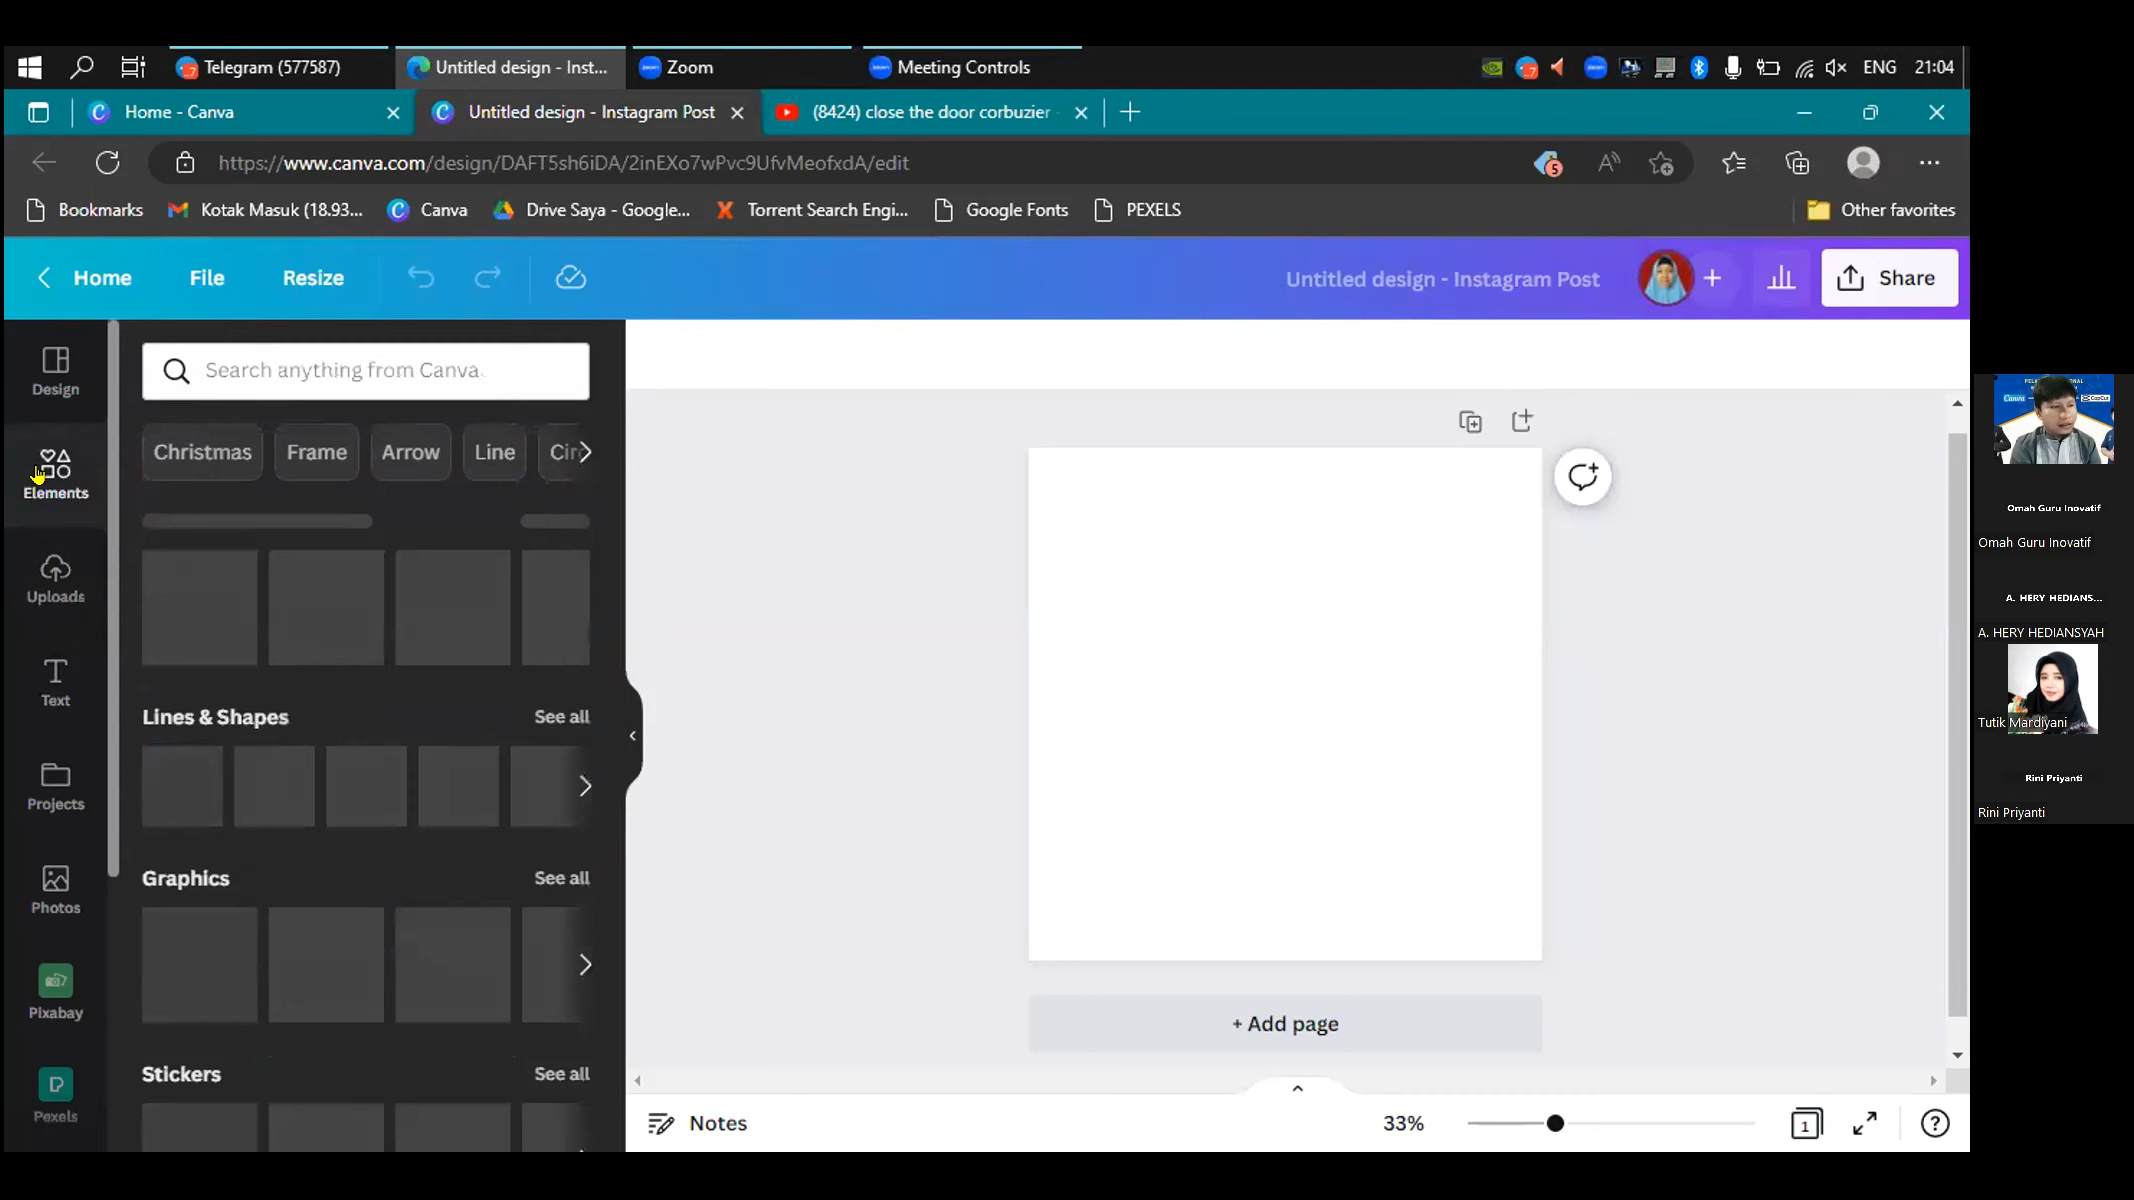 Telegram (577587)
Untitled design - Inst...
Zoom
Meeting Controls
ENG
21:04
Home - Canva
Untitled design - Instagram Post
(8424) close the door corbuzier
https://www.canva.com/design/DAFT5sh6iDA/2inEXo7wPvc9UfvMeofxdA/edit
5
Bookmarks
Kotak Masuk (18.93...
Canva
Drive Saya - Google...
Torrent Search Engi...
Google Fonts
PEXELS
Other favorites
Home
File
Resize
Untitled design - Instagram Post
Share
Design
Elements
Uploads
Text
Projects
Photos
Pixabay
Pexels
Search anything from Canva
Christmas
Frame
Arrow
Line
Lines & Shapes
See all
Graphics
See all
Stickers
See all
+ Add page
Notes
33%
1
Canva
CapCut
Omah Guru Inovatif
Omah Guru Inovatif
A. HERY HEDIANS...
A. HERY HEDIANSYAH
Tutik Mardiyani
Rini Priyanti
Rini Priyanti